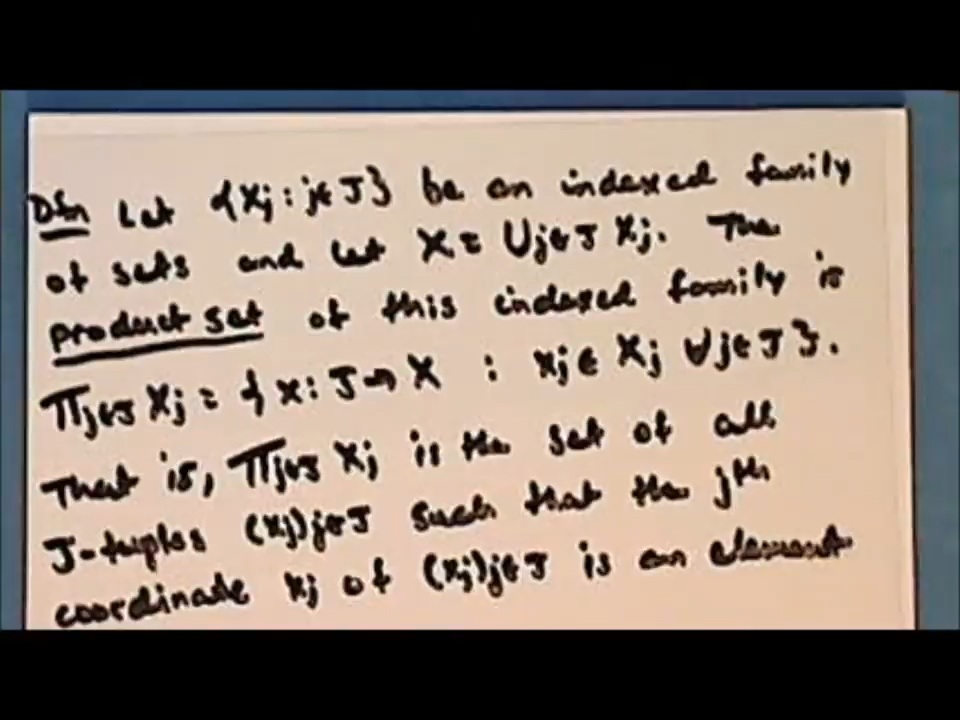 Dfn Let {Xj : j∈J} be an indexed family
of sets and let X = ∪j∈J Xj. The
product set of this indexed family is
∏j∈J Xj = {x : J → X : xj ∈ Xj ∀j∈J}.
That is, ∏j∈J Xj is the set of all
J-tuples (xj)j∈J such that the jth
coordinate xj of (xj)j∈J is an element